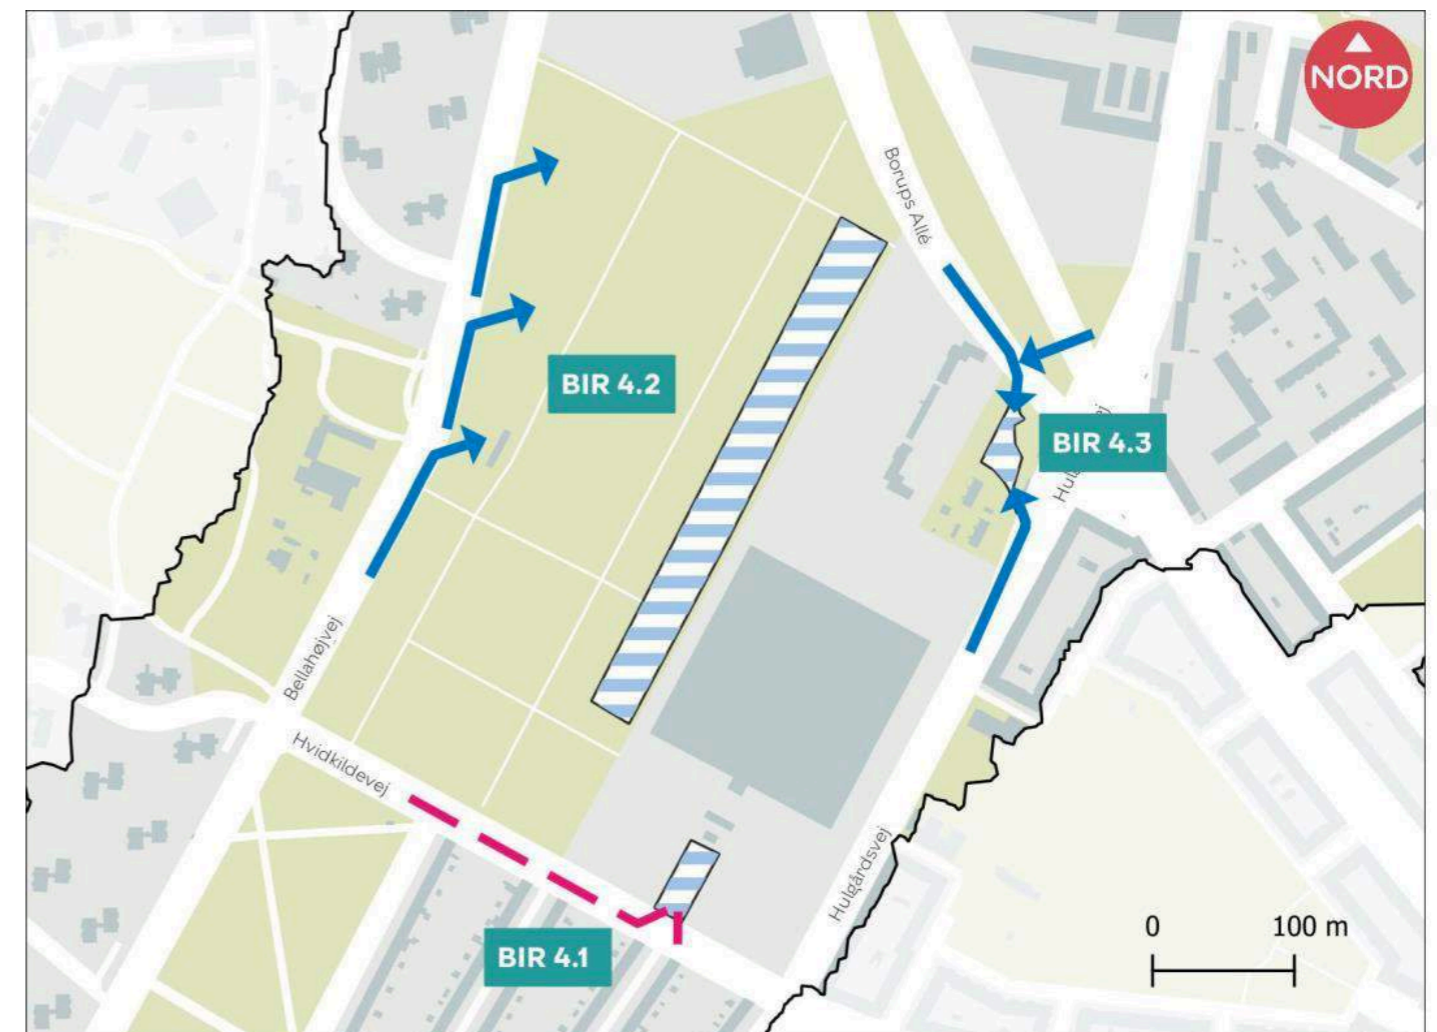 NORD
Borups Allé
BIR 4.2
BIR 4.3
Bellahøjvej
Hvidkildevej
Hulgårdsvej
BIR 4.1
0 100 m